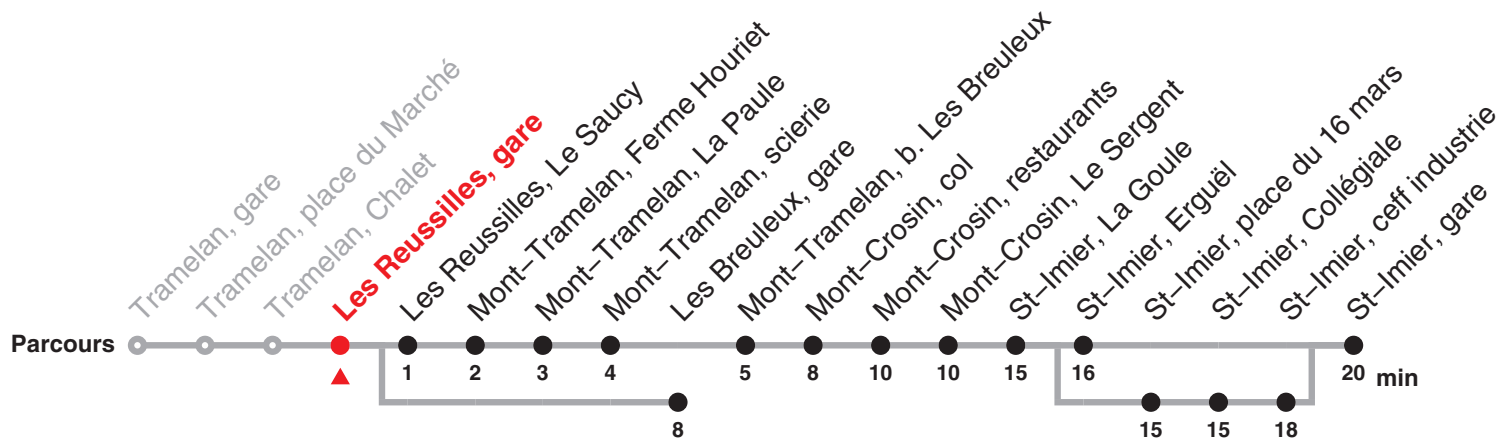 Tramelan, gare
Tramelan, place du Marché
Tramelan, Chalet
Les Reussilles, gare
Les Reussilles, Le Saucy
Mont–Tramelan, Ferme Houriet
Mont–Tramelan, La Paule
Mont–Tramelan, scierie
Les Breuleux, gare
Mont–Tramelan, b. Les Breuleux
Mont–Crosin, col
Mont–Crosin, restaurants
Mont–Crosin, Le Sergent
St–Imier, La Goule
St–Imier, Erguël
St–Imier, place du 16 mars
St–Imier, Collégiale
St–Imier, ceff industrie
St–Imier, gare
Parcours
1 2 3 4 5 8 10 10 15 16 20 min
8 15 15 18